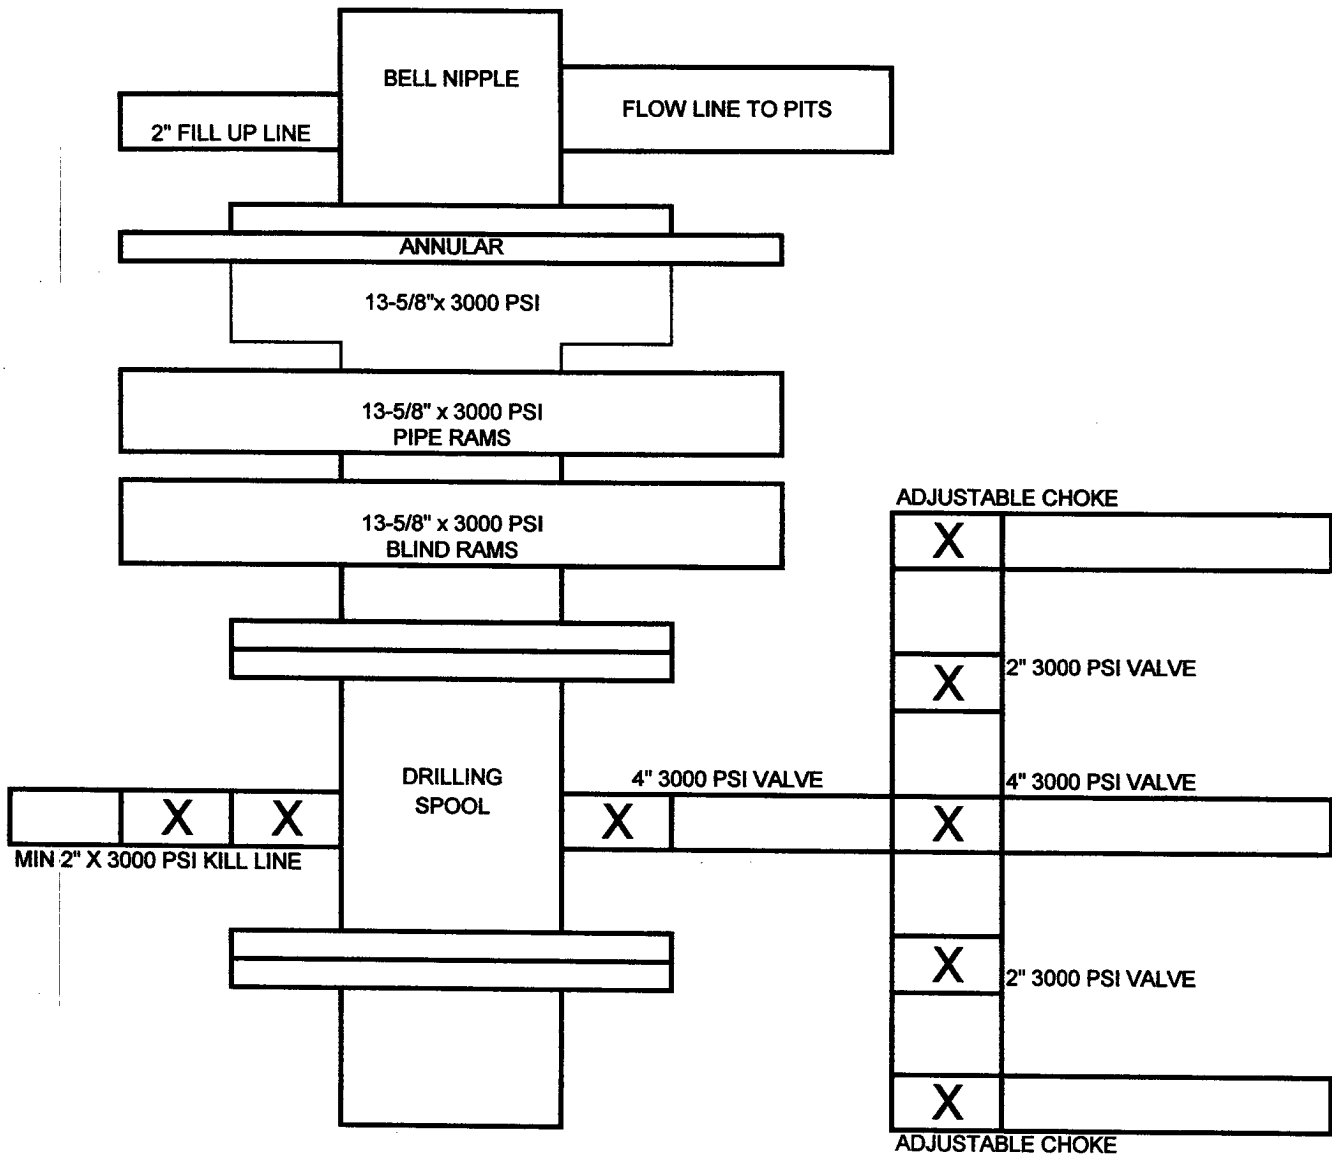 BELL NIPPLE
FLOW LINE TO PITS
2" FILL UP LINE
ANNULAR
13-5/8"x 3000 PSI
13-5/8" x 3000 PSI
PIPE RAMS
13-5/8" x 3000 PSI
BLIND RAMS
ADJUSTABLE CHOKE
X
2" 3000 PSI VALVE
X
DRILLING
SPOOL
4" 3000 PSI VALVE
4" 3000 PSI VALVE
X X
X
X
MIN 2" X 3000 PSI KILL LINE
X
2" 3000 PSI VALVE
X
ADJUSTABLE CHOKE